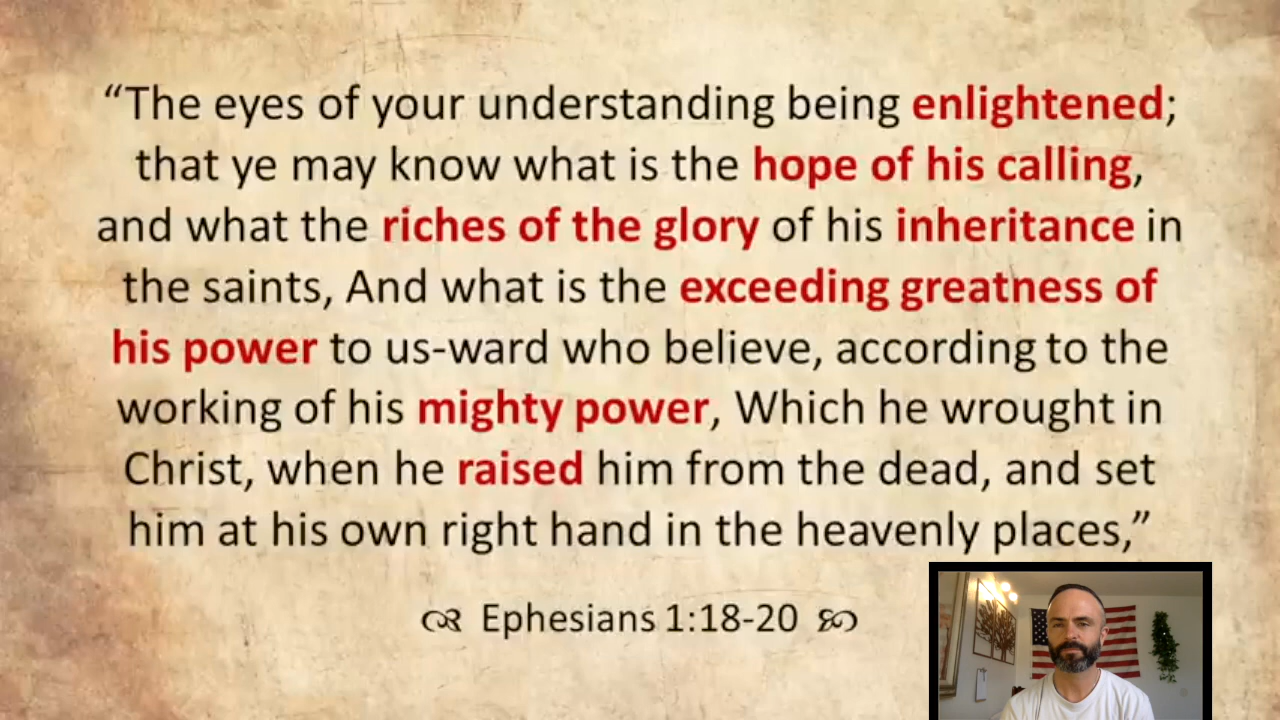 “The eyes of your understanding being enlightened;
that ye may know what is the hope of his calling,
and what the riches of the glory of his inheritance in
the saints, And what is the exceeding greatness of
his power to us-ward who believe, according to the
working of his mighty power, Which he wrought in
Christ, when he raised him from the dead, and set
him at his own right hand in the heavenly places,”
Ephesians 1:18-20